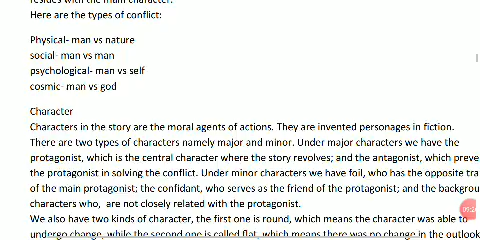 resides with the main character.
Here are the types of conflict:
Physical- man vs nature
social- man vs man
psychological- man vs self
cosmic- man vs god
Character
Characters in the story are the moral agents of actions. They are invented personages in fiction.
There are two types of characters namely major and minor. Under major characters we have the
protagonist, which is the central character where the story revolves; and the antagonist, which preve
the protagonist in solving the conflict. Under minor characters we have foil, who has the opposite tra
of the main protagonist; the confidant, who serves as the friend of the protagonist; and the backgrou
characters who, are not closely related with the protagonist.
We also have two kinds of character, the first one is round, which means the character was able to
undergo change, while the second one is called flat, which means there was no change in the outlook